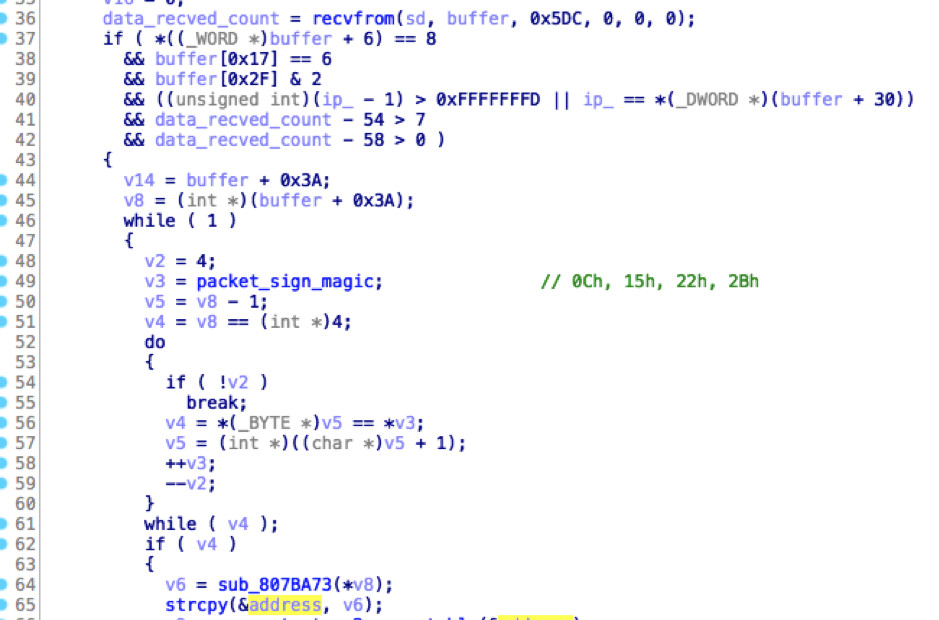 36 data_recved_count = recvfrom(sd, buffer, 0x5DC, 0, 0, 0);
37 if ( *((_WORD *)buffer + 6) == 8
38 && buffer[0x17] == 6
39 && buffer[0x2F] & 2
40 && ((unsigned int)(ip_ - 1) > 0xFFFFFFFD || ip_ == *(_DWORD *)(buffer + 30))
41 && data_recved_count - 54 > 7
42 && data_recved_count - 58 > 0 )
43 {
44 v14 = buffer + 0x3A;
45 v8 = (int *)(buffer + 0x3A);
46 while ( 1 )
47 {
48 v2 = 4;
49 v3 = packet_sign_magic; // 0Ch, 15h, 22h, 2Bh
50 v5 = v8 - 1;
51 v4 = v8 == (int *)4;
52 do
53 {
54 if ( !v2 )
55 break;
56 v4 = *(_BYTE *)v5 == *v3;
57 v5 = (int *)((char *)v5 + 1);
58 ++v3;
59 --v2;
60 }
61 while ( v4 );
62 if ( v4 )
63 {
64 v6 = sub_807BA73(*v8);
65 strcpy(&address, v6);